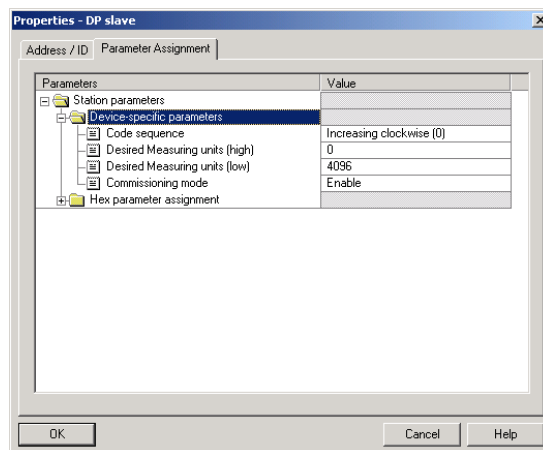 Properties - DP slave
Address / ID Parameter Assignment
Parameters Value
Station parameters
Device-specific parameters
Code sequence Increasing clockwise (0)
Desired Measuring units (high) 0
Desired Measuring units (low) 4096
Commissioning mode Enable
Hex parameter assignment
OK Cancel Help